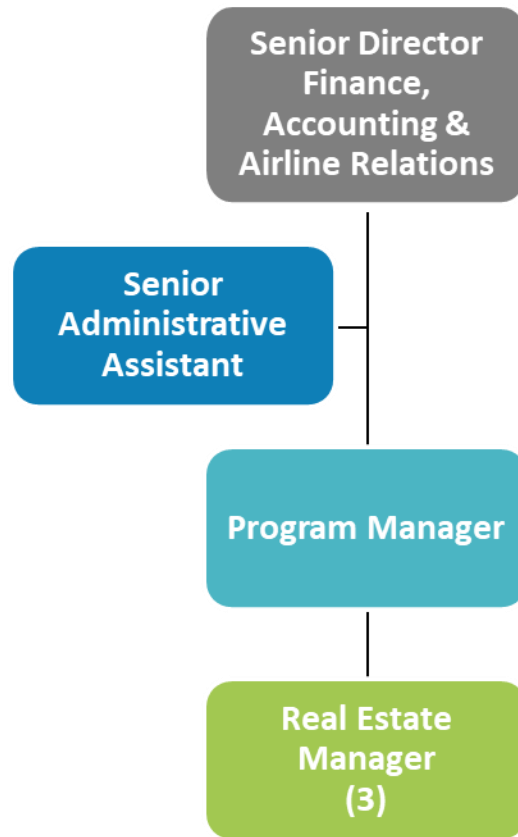 Senior Director
Finance,
Accounting &
Airline Relations
Senior
Administrative
Assistant
Program Manager
Real Estate
Manager
(3)